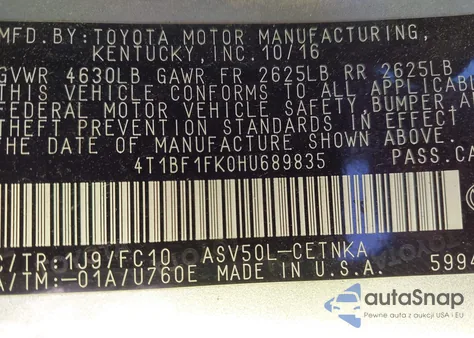 MFD. BY: TOYOTA MOTOR MANUFACTURING,
KENTUCKY, INC. 10/16
GVWR 4630LB GAWR FR 2625LB RR 2625LB
THIS VEHICLE CONFORMS TO ALL APPLICABLE
FEDERAL MOTOR VEHICLE SAFETY, BUMPER, AN
THEFT PREVENTION STANDARDS IN EFFECT
THE DATE OF MANUFACTURE SHOWN ABOVE.
4T1BF1FK0HU689835 PASS.CA
C/TR:1J9/FC10 ASV50L-CETNKA
A/TM:-01A/U760E MADE IN U.S.A. 5994
autoSnap
Pewne auta z aukcji USA i EU